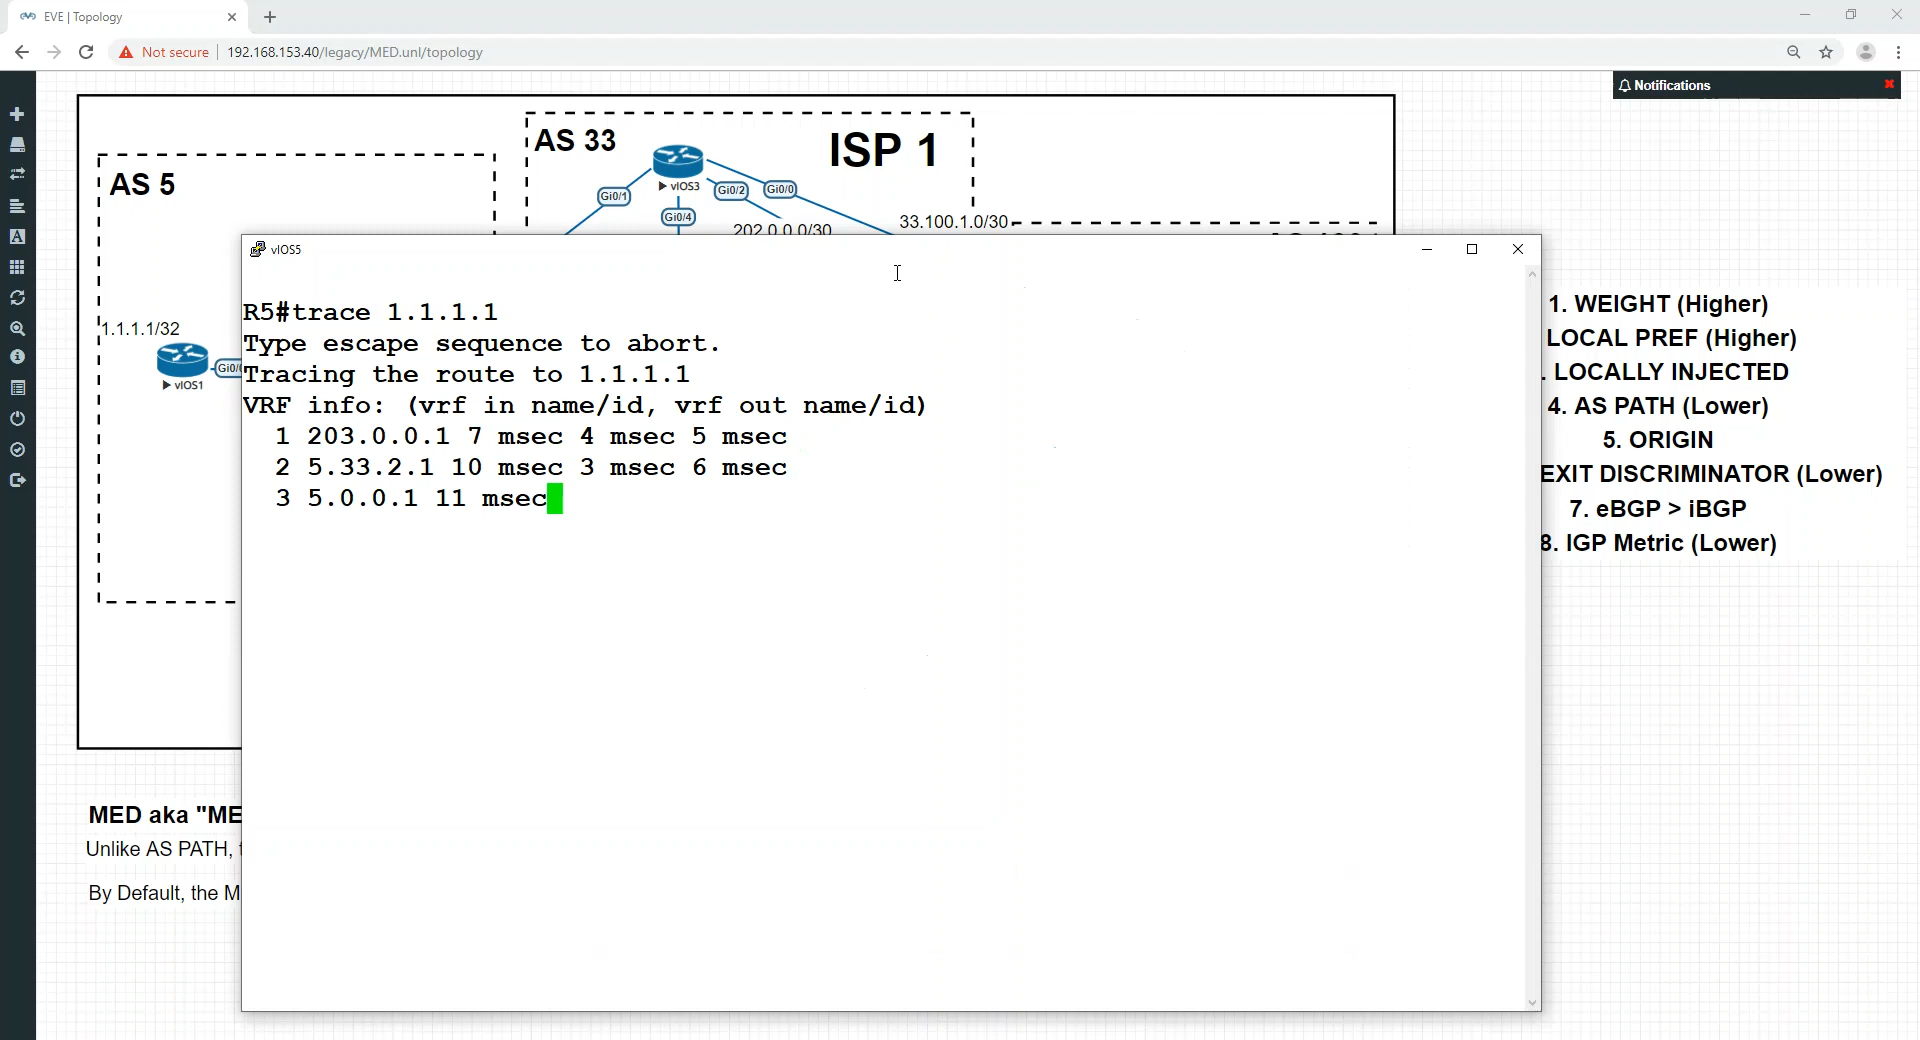 EVE | Topology
Not secure | 192.168.153.40/legacy/MED.unl/topology
Notifications
AS 33
ISP 1
AS 5
vIOS3
Gi0/1
Gi0/2
Gi0/0
Gi0/4
33.100.1.0/30
202.0.0.0/30
vIOS5
1.1.1.1/32
vIOS1
R5#trace 1.1.1.1
Type escape sequence to abort.
Tracing the route to 1.1.1.1
VRF info: (vrf in name/id, vrf out name/id)
1 203.0.0.1 7 msec 4 msec 5 msec
2 5.33.2.1 10 msec 3 msec 6 msec
3 5.0.0.1 11 msec
1. WEIGHT (Higher)
LOCAL PREF (Higher)
. LOCALLY INJECTED
4. AS PATH (Lower)
5. ORIGIN
EXIT DISCRIMINATOR (Lower)
7. eBGP > iBGP
8. IGP Metric (Lower)
MED aka "ME
Unlike AS PATH,
By Default, the M